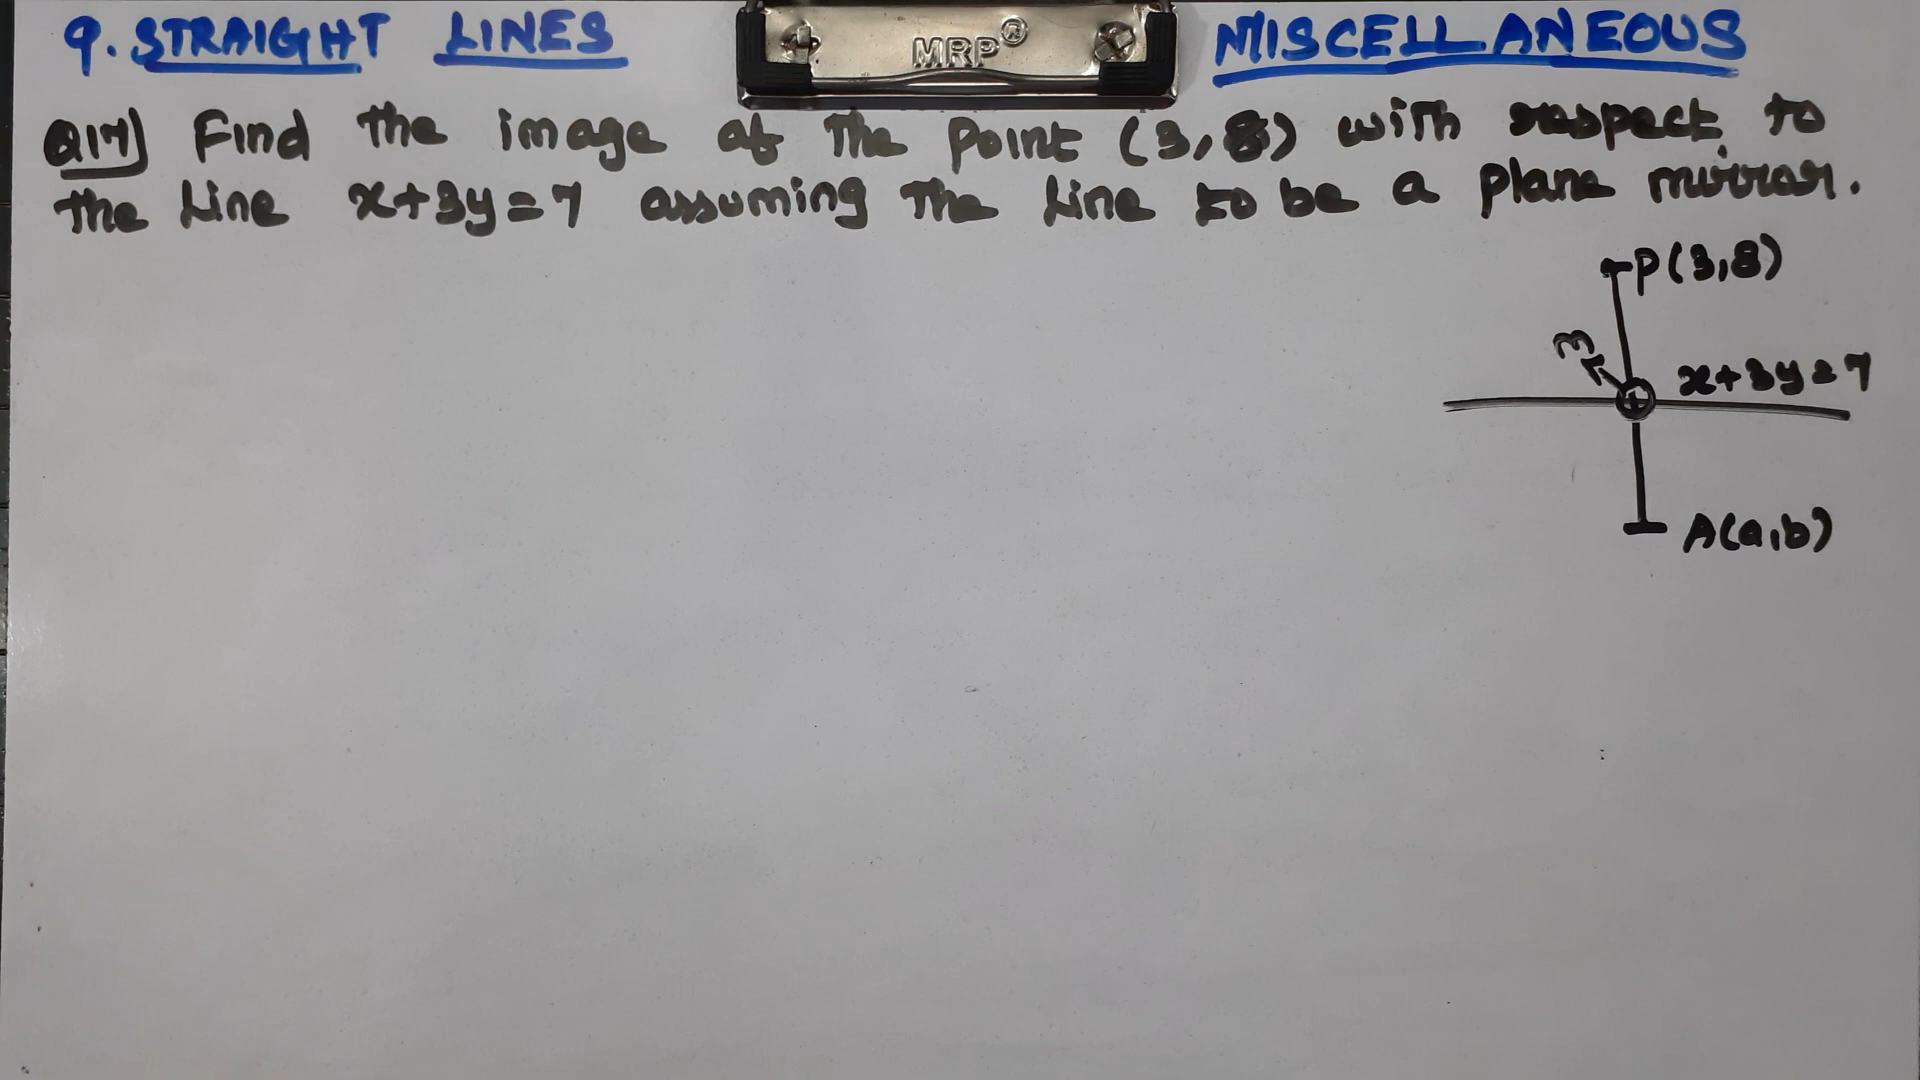 9. STRAIGHT LINES
MRP®
MISCELLANEOUS
Q17) Find the image of the point (3,8) with respect to
the line x+3y=7 assuming the line to be a plane mirror.
P(3,8)
M
x+3y=7
A(a,b)